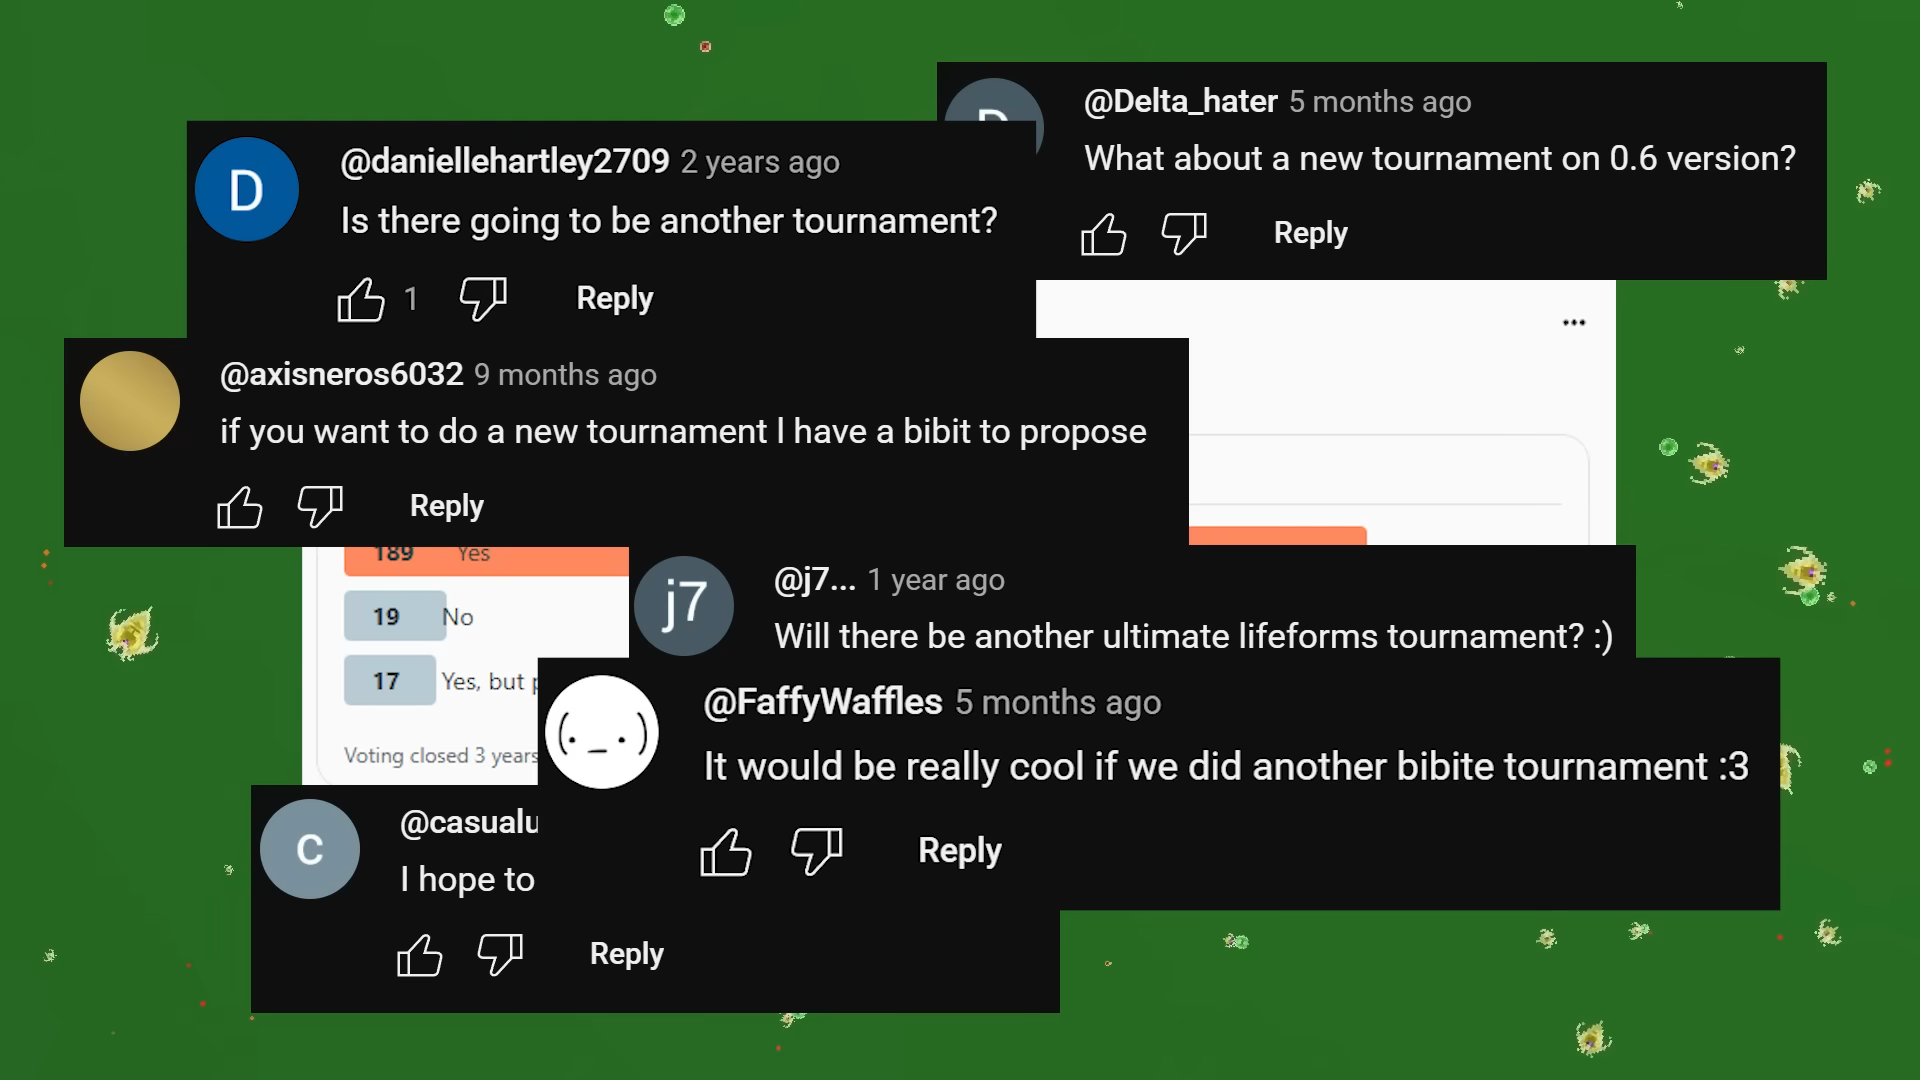 @Delta_hater 5 months ago
What about a new tournament on 0.6 version?
Reply
D
@daniellehartley2709 2 years ago
Is there going to be another tournament?
1
Reply
@axisneros6032 9 months ago
if you want to do a new tournament I have a bibit to propose
Reply
189 Yes
19 No
17 Yes, but
Voting closed 3 years
j7
@j7... 1 year ago
Will there be another ultimate lifeforms tournament? :)
(. _ .)
@FaffyWaffles 5 months ago
It would be really cool if we did another bibite tournament :3
Reply
C
@casualu
I hope to
Reply